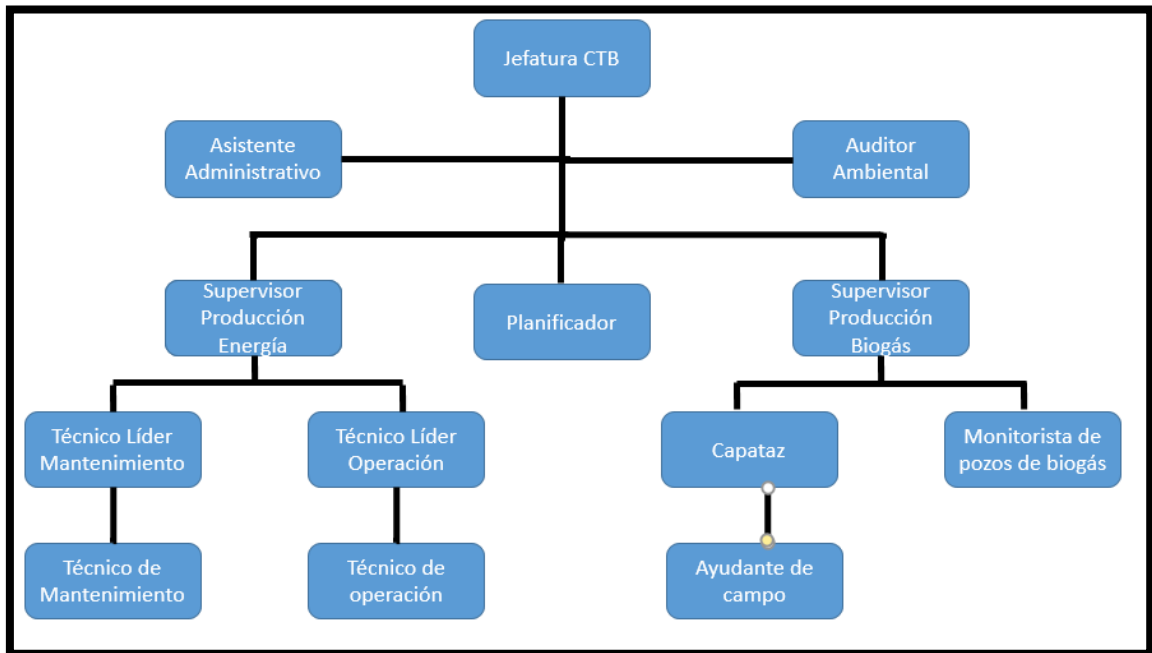 Jefatura CTB
Asistente
Administrativo
Auditor
Ambiental
Supervisor
Producción
Energía
Planificador
Supervisor
Producción
Biogás
Técnico Líder
Mantenimiento
Técnico Líder
Operación
Capataz
Monitorista de
pozos de biogás
Técnico de
Mantenimiento
Técnico de
operación
Ayudante de
campo